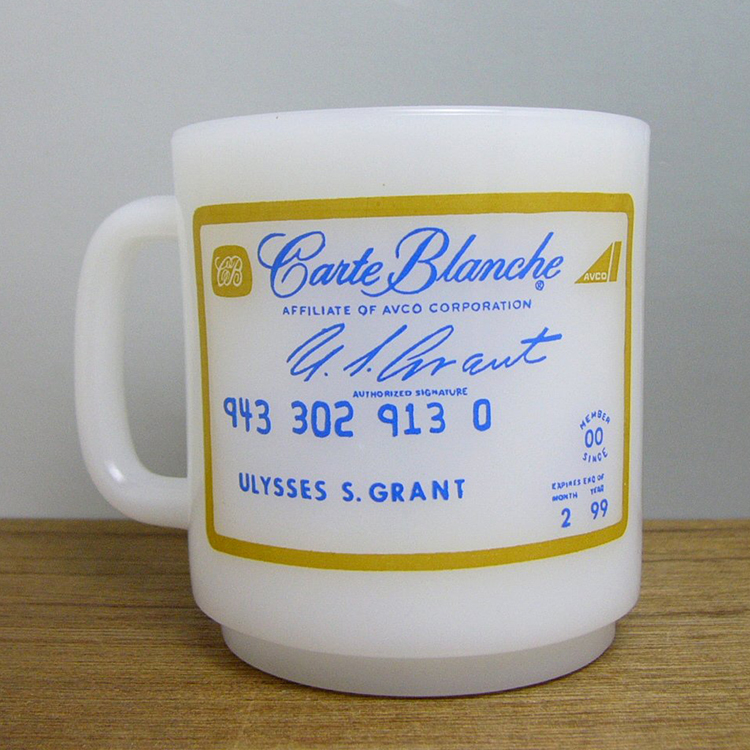 CB Carte Blanche®
AVCO
AFFILIATE OF AVCO CORPORATION
U. S. Grant
AUTHORIZED SIGNATURE
943 302 913 0
MEMBER
00
SINCE
ULYSSES S. GRANT
EXPIRES END OF
MONTH YEAR
2 99